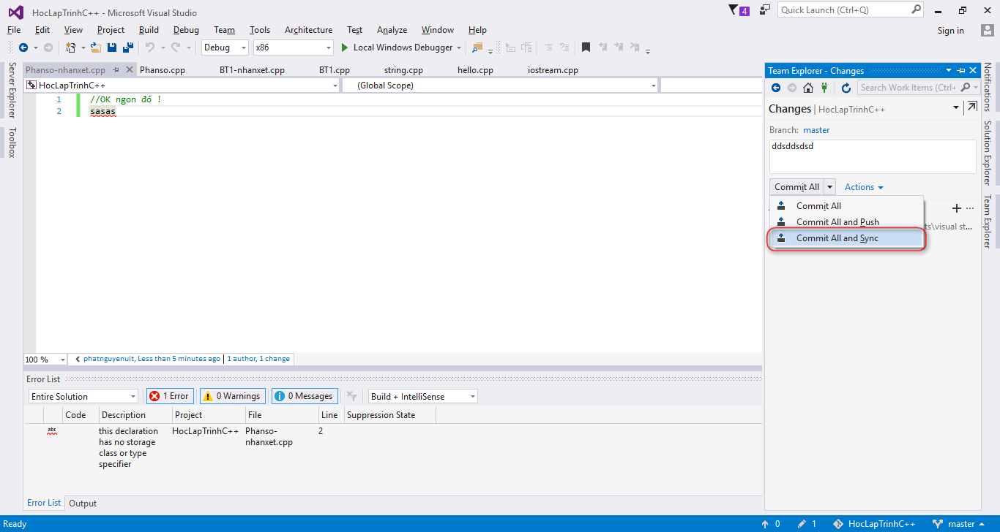 HocLapTrinhC++ - Microsoft Visual Studio
4
Quick Launch (Ctrl+Q)
File Edit View Project Build Debug Team Tools Architecture Test Analyze Window Help
Sign in
Debug x86 Local Windows Debugger
Server Explorer
Toolbox
Phanso-nhanxet.cpp Phanso.cpp BT1-nhanxet.cpp BT1.cpp string.cpp hello.cpp iostream.cpp
HocLapTrinhC++ (Global Scope)
1 //OK ngon đó !
2 sasas
100 % phatnguyenuit, Less than 5 minutes ago | 1 author, 1 change
Error List
Entire Solution 1 Error 0 Warnings 0 Messages Build + IntelliSense
Code Description Project File Line Suppression State
abc this declaration HocLapTrinhC++ Phanso- 2
has no storage nhanxet.cpp
class or type
specifier
Error List Output
Team Explorer - Changes
Search Work Items (Ctrl+
Changes | HocLapTrinhC++
Branch: master
ddsddsdsd
Commit All Actions
Commit All
Commit All and Push
ts\visual st...
Commit All and Sync
Notifications
Solution Explorer
Team Explorer
Ready 0 1 HocLapTrinhC++ master